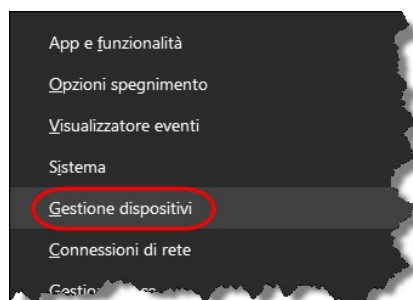 App e funzionalità
Opzioni spegnimento
Visualizzatore eventi
Sistema
Gestione dispositivi
Connessioni di rete